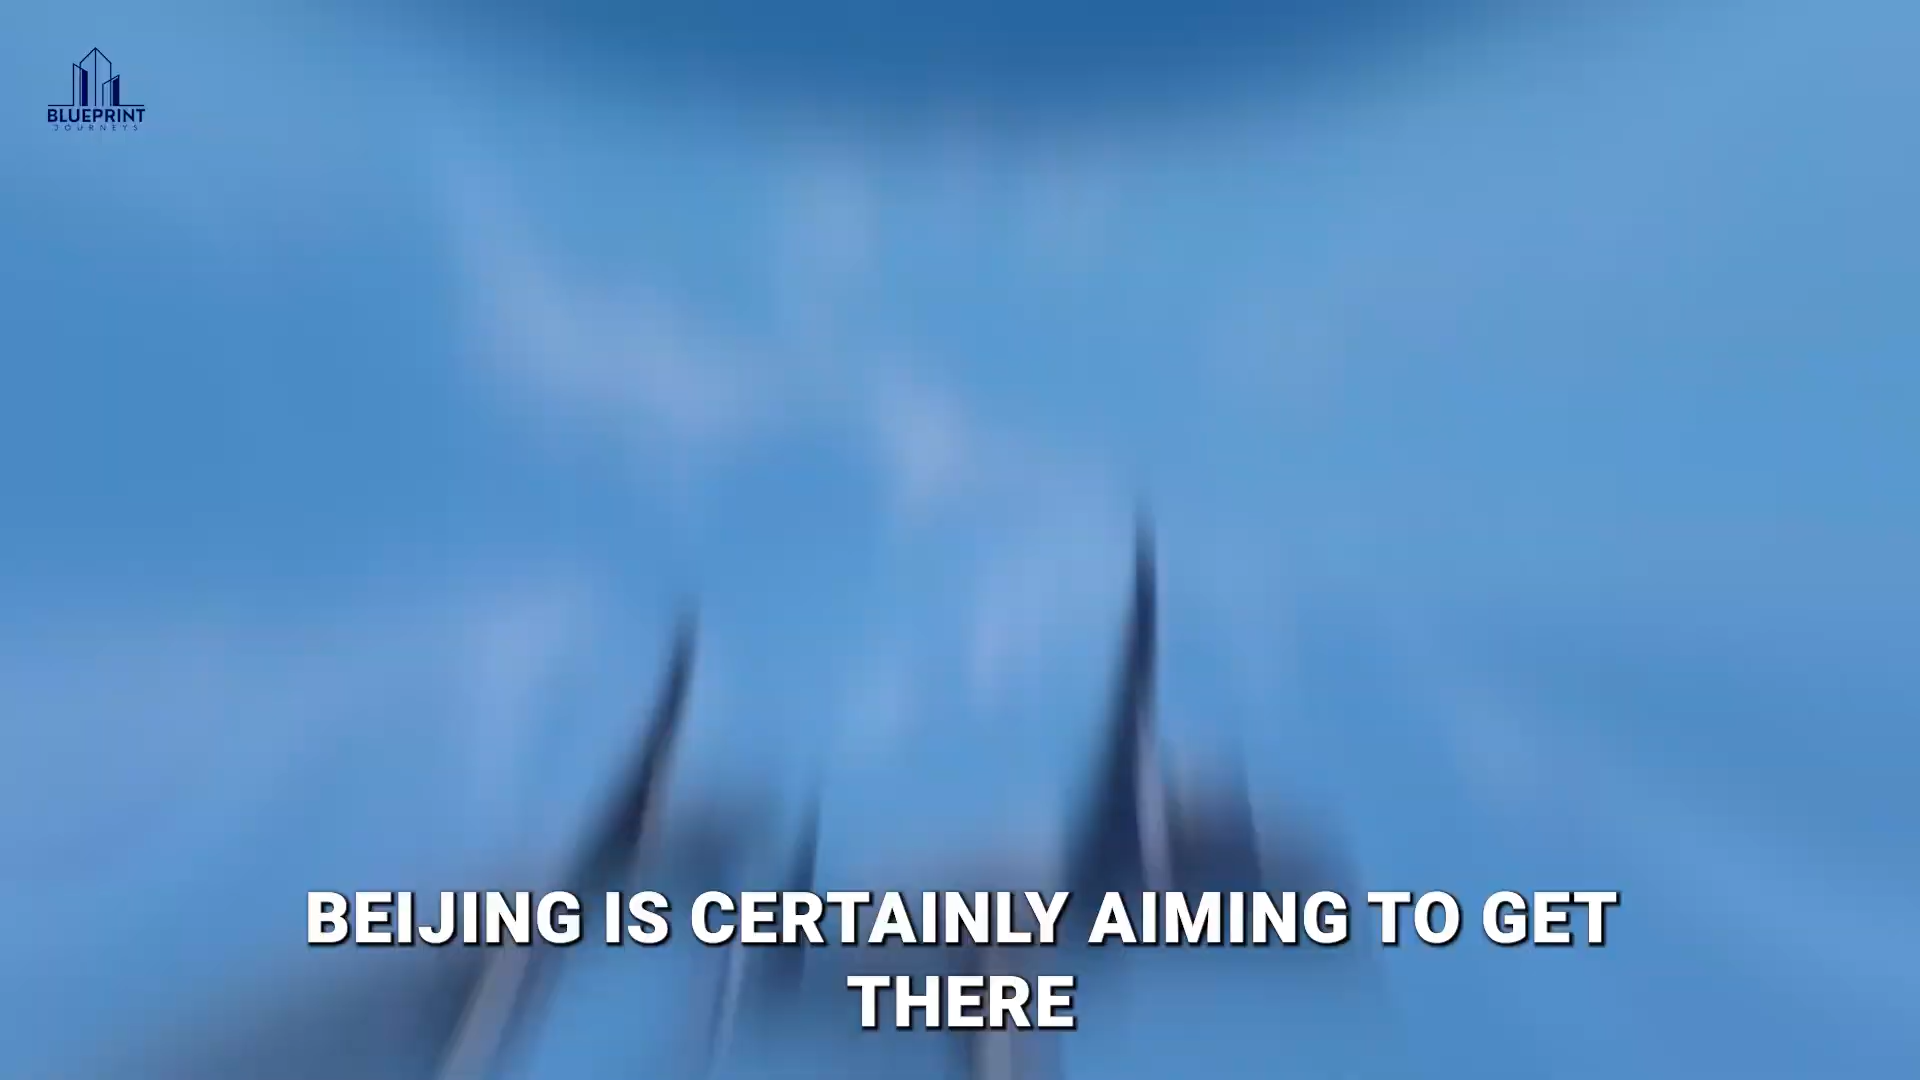 BLUEPRINT
JOURNEYS
BEIJING IS CERTAINLY AIMING TO GET
THERE